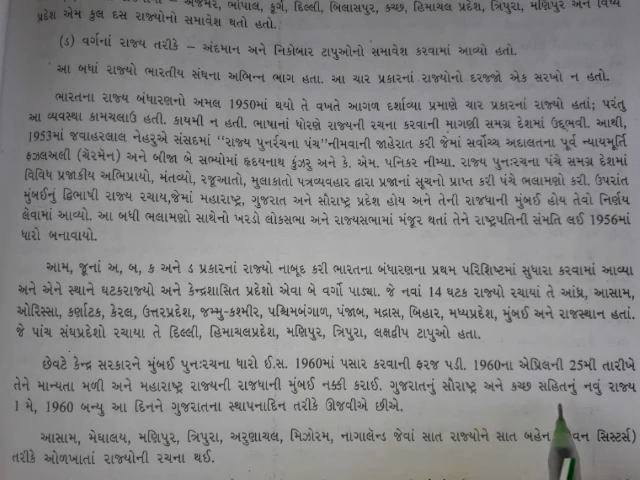 અજમેર, ભોપાલ, કૂર્ગ, દિલ્લી, બિલાસપુર, કચ્છ, હિમાચલ પ્રદેશ, ત્રિપુરા, મણિપુર અને વિંધ્ય
પ્રદેશ એમ કુલ દસ રાજ્યોનો સમાવેશ થતો હતો.
(ડ) વર્ગનાં રાજ્ય તરીકે – અંદમાન અને નિકોબાર ટાપુઓનો સમાવેશ કરવામાં આવ્યો હતો.
આ બધાં રાજ્યો ભારતીય સંઘના અભિન્ન ભાગ હતા. આ ચાર પ્રકારનાં રાજ્યોનો દરજ્જો એક સરખો ન હતો.
ભારતના રાજ્ય બંધારણનો અમલ 1950માં થયો તે વખતે આગળ દર્શાવ્યા પ્રમાણે ચાર પ્રકારનાં રાજ્યો હતાં; પરંતુ
આ વ્યવસ્થા કામચલાઉ હતી. કાયમી ન હતી. ભાષાનાં ધોરણે રાજ્યની રચના કરવાની માગણી સમગ્ર દેશમાં ઉદ્ભવી. આથી,
1953માં જવાહરલાલ નેહરુએ સંસદમાં “રાજ્ય પુનર્રચના પંચ”નીમવાની જાહેરાત કરી જેમાં સર્વોચ્ચ અદાલતના પૂર્વ ન્યાયમૂર્તિ
ફઝલઅલી (ચેરમેન) અને બીજા બે સભ્યોમાં હૃદયનાથ કુંઝરુ અને કે. એમ. પનિકર નીમ્યા. રાજ્ય પુનઃરચના પંચે સમગ્ર દેશમાં
વિવિધ પ્રજાકીય અભિપ્રાયો, મંતવ્યો, રજૂઆતો, મુલાકાતો પત્રવ્યવહાર દ્વારા પ્રજાનાં સૂચનો પ્રાપ્ત કરી પંચે ભલામણો કરી. ઉપરાંત
મુંબઈનું દ્વિભાષી રાજ્ય રચાય,જેમાં મહારાષ્ટ્ર, ગુજરાત અને સૌરાષ્ટ્ર પ્રદેશ હોય અને તેની રાજધાની મુંબઈ હોય તેવો નિર્ણય
લેવામાં આવ્યો. આ બધી ભલામણો સાથેનો ખરડો લોકસભા અને રાજ્યસભામાં મંજૂર થતાં તેને રાષ્ટ્રપતિની સંમતિ લઈ 1956માં
ધારો બનાવાયો.
આમ, જૂનાં અ, બ, ક અને ડ પ્રકારનાં રાજ્યો નાબૂદ કરી ભારતના બંધારણના પ્રથમ પરિશિષ્ટમાં સુધારા કરવામાં આવ્યા
અને એને સ્થાને ઘટકરાજ્યો અને કેન્દ્રશાસિત પ્રદેશો એવા બે વર્ગો પાડ્યા. જે નવાં 14 ઘટક રાજ્યો રચાયાં તે આંધ્ર, આસામ,
ઓરિસ્સા, કર્ણાટક, કેરલ, ઉત્તરપ્રદેશ, જમ્મુ-કશ્મીર, પશ્ચિમબંગાળ, પંજાબ, મદ્રાસ, બિહાર, મધ્યપ્રદેશ, મુંબઈ અને રાજસ્થાન હતાં.
જે પાંચ સંઘપ્રદેશો રચાયા તે દિલ્હી, હિમાચલપ્રદેશ, મણિપુર, ત્રિપુરા, લક્ષદ્વીપ ટાપુઓ હતા.
છેવટે કેન્દ્ર સરકારને મુંબઈ પુનઃરચના ધારો ઈ.સ. 1960માં પસાર કરવાની ફરજ પડી. 1960ના એપ્રિલની 25મી તારીખે
તેને માન્યતા મળી અને મહારાષ્ટ્ર રાજ્યની રાજધાની મુંબઈ નક્કી કરાઈ. ગુજરાતનું સૌરાષ્ટ્ર અને કચ્છ સહિતનું નવું રાજ્ય
1 મે, 1960 બન્યુ આ દિનને ગુજરાતના સ્થાપનાદિન તરીકે ઊજવીએ છીએ.
આસામ, મેઘાલય, મણિપુર, ત્રિપુરા, અરુણાચલ, મિઝોરમ, નાગાલેન્ડ જેવાં સાત રાજ્યોને સાત બહેન વન સિસ્ટર્સ)
તરીકે ઓળખાતાં રાજ્યોની રચના થઈ.